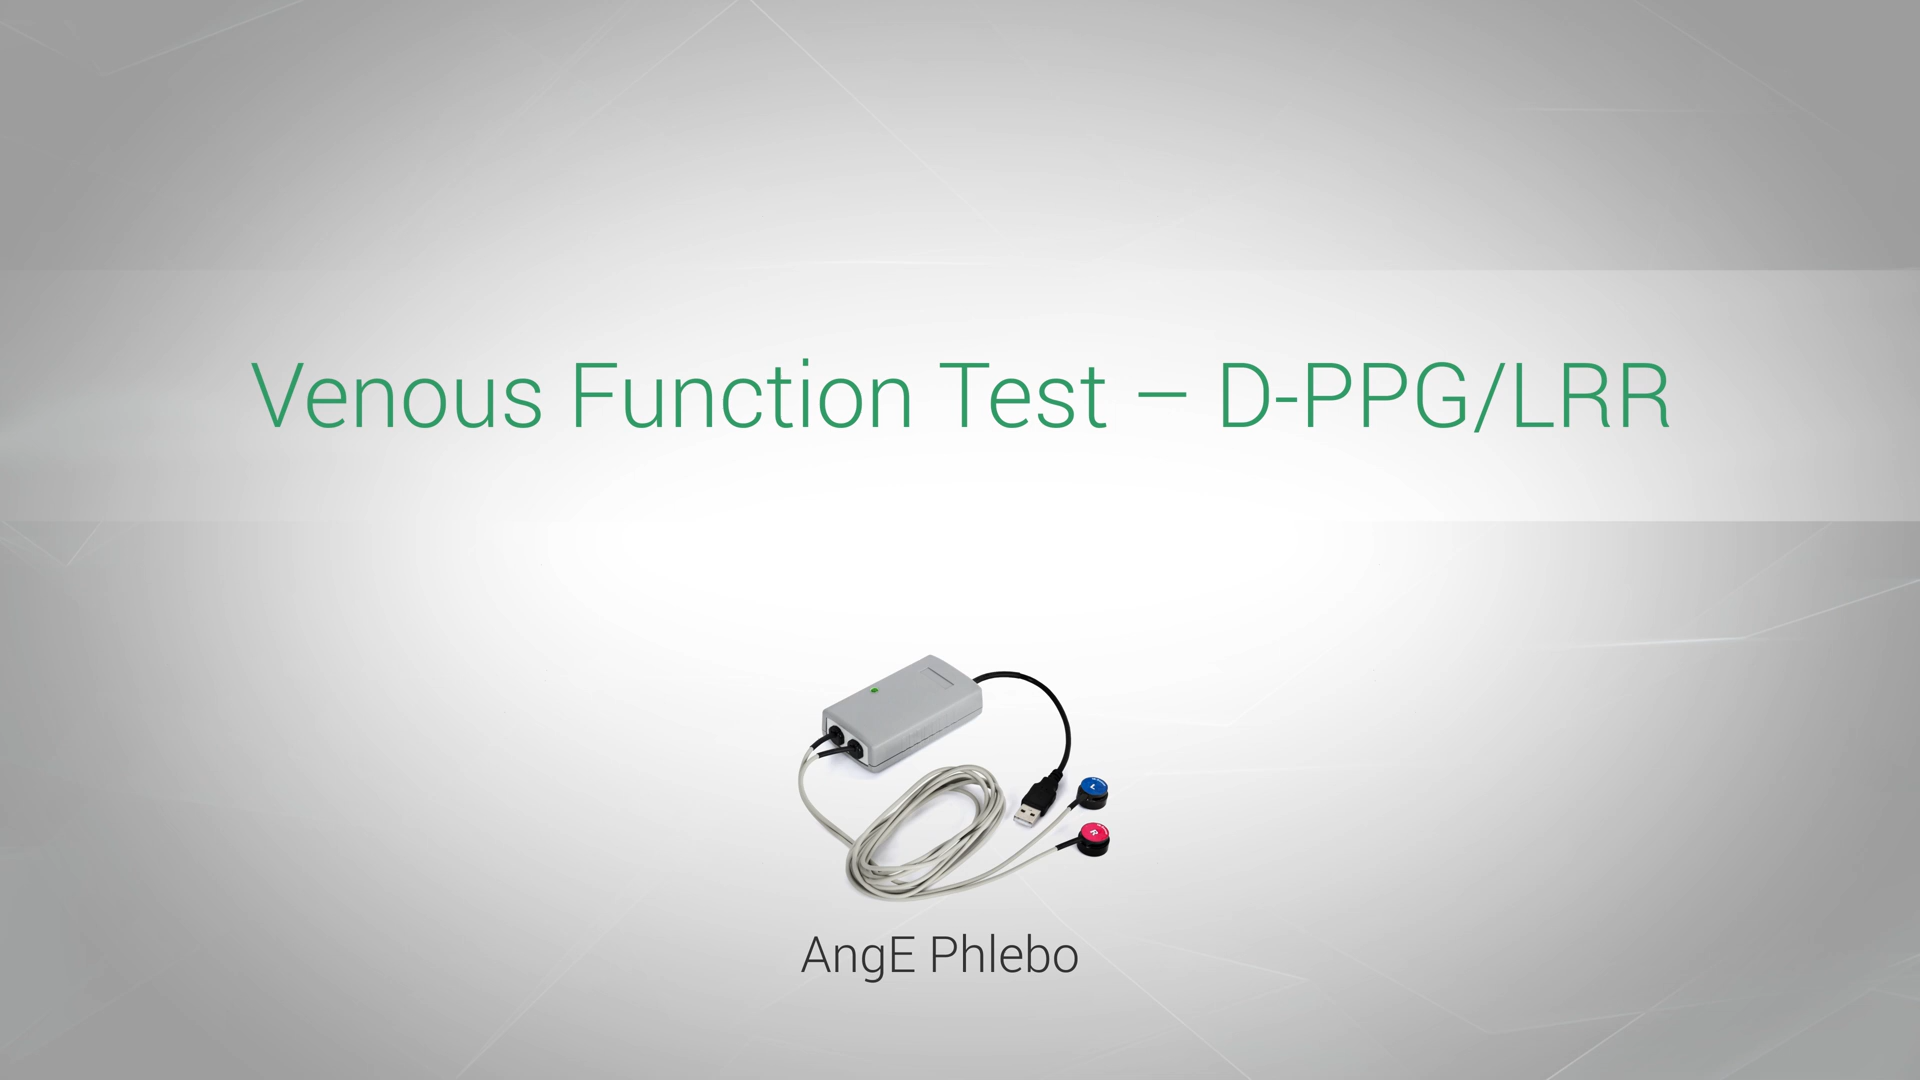 Venous Function Test – D-PPG/LRR
L
R
AngE Phlebo